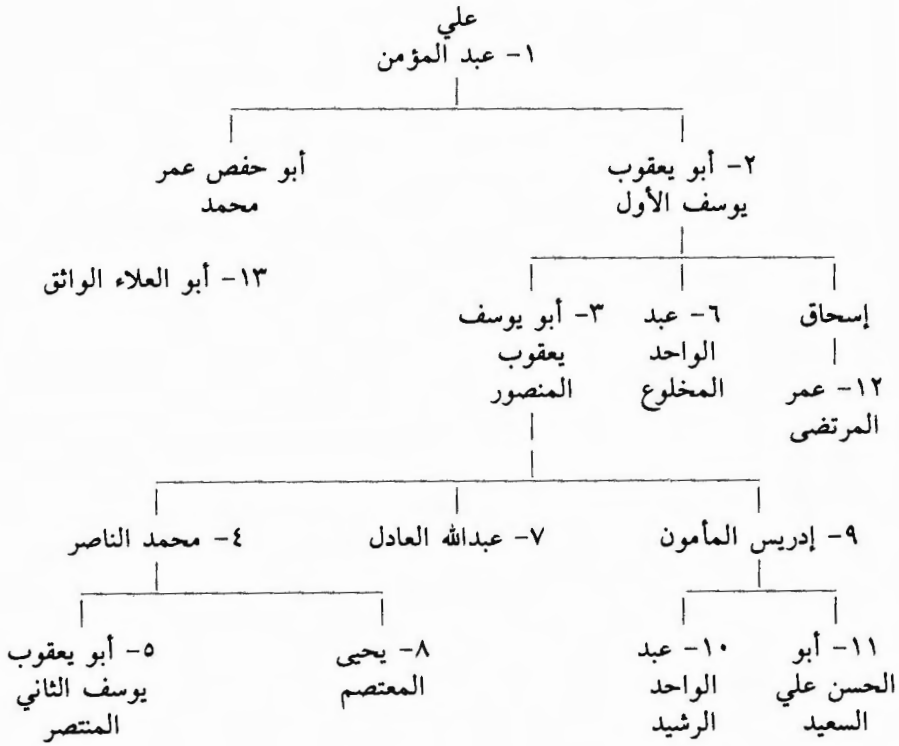 علي
١- عبد المؤمن
٢- أبو يعقوب
يوسف الأول
أبو حفص عمر
محمد
١٣- أبو العلاء الواثق
إسحاق
١٢- عمر
المرتضى
٦- عبد
الواحد
المخلوع
٣- أبو يوسف
يعقوب
المنصور
٩- إدريس المأمون
٧- عبدالله العادل
٤- محمد الناصر
١١- أبو
الحسن علي
السعيد
١٠- عبد
الواحد
الرشيد
٨- يحيى
المعتصم
٥- أبو يعقوب
يوسف الثاني
المنتصر